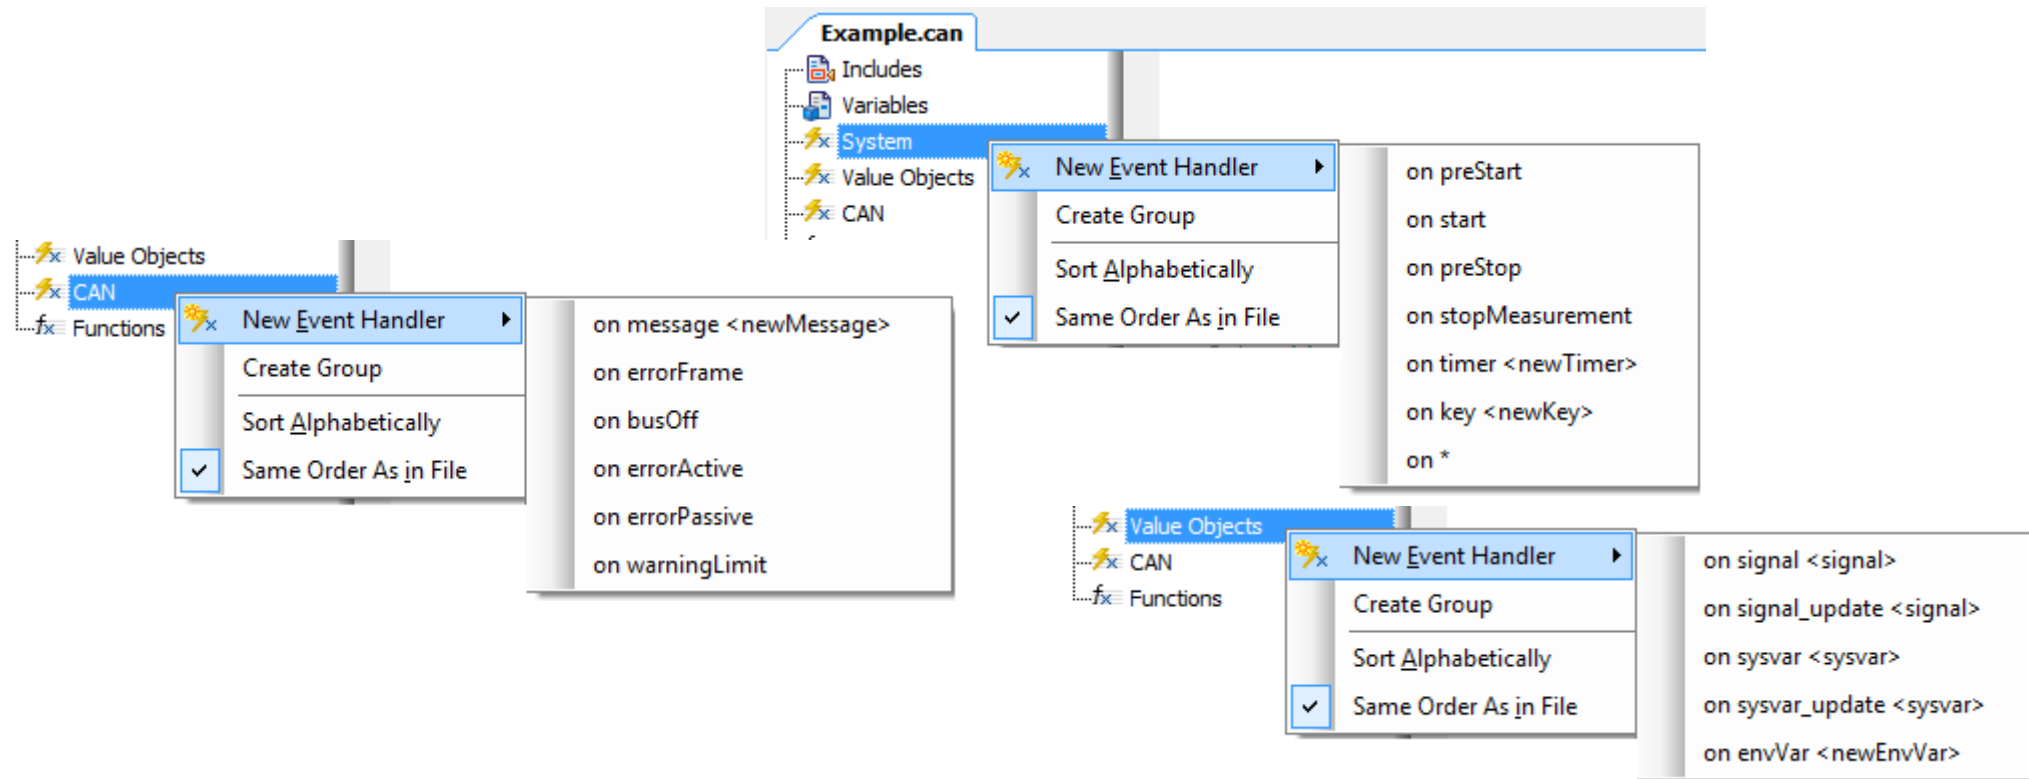 Example.can
Includes
Variables
System
Value Objects
CAN
New Event Handler
Create Group
Sort Alphabetically
Same Order As in File
on preStart
on start
on preStop
on stopMeasurement
on timer <newTimer>
on key <newKey>
on *
Value Objects
CAN
Functions
New Event Handler
Create Group
Sort Alphabetically
Same Order As in File
on message <newMessage>
on errorFrame
on busOff
on errorActive
on errorPassive
on warningLimit
Value Objects
CAN
Functions
New Event Handler
Create Group
Sort Alphabetically
Same Order As in File
on signal <signal>
on signal_update <signal>
on sysvar <sysvar>
on sysvar_update <sysvar>
on envVar <newEnvVar>